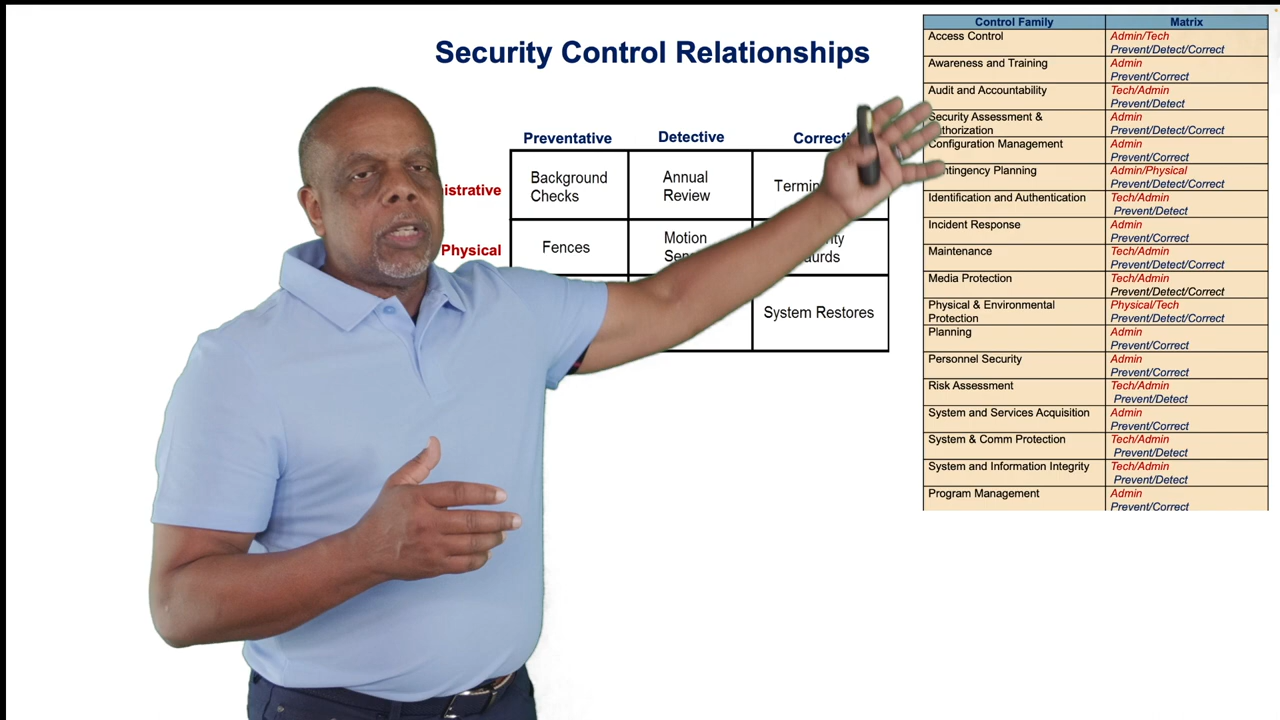 Security Control Relationships
Preventative Detective
Background Checks
Annual Review
Physical
Fences
Motion
System Restores
Control Family Matrix
Access Control Admin/Tech
Prevent/Detect/Correct
Awareness and Training Admin
Prevent/Correct
Audit and Accountability Tech/Admin
Prevent/Detect
Security Assessment & Admin
Prevent/Detect/Correct
Configuration Management Admin
Prevent/Correct
Planning Admin/Physical
Prevent/Detect/Correct
Identification and Authentication Tech/Admin
Prevent/Detect
Incident Response Admin
Prevent/Correct
Maintenance Tech/Admin
Prevent/Detect/Correct
Media Protection Tech/Admin
Prevent/Detect/Correct
Physical & Environmental Physical/Tech
Protection Prevent/Detect/Correct
Planning Admin
Prevent/Correct
Personnel Security Admin
Prevent/Correct
Risk Assessment Tech/Admin
Prevent/Detect
System and Services Acquisition Admin
Prevent/Correct
System & Comm Protection Tech/Admin
Prevent/Detect
System and Information Integrity Tech/Admin
Prevent/Detect
Program Management Admin
Prevent/Correct